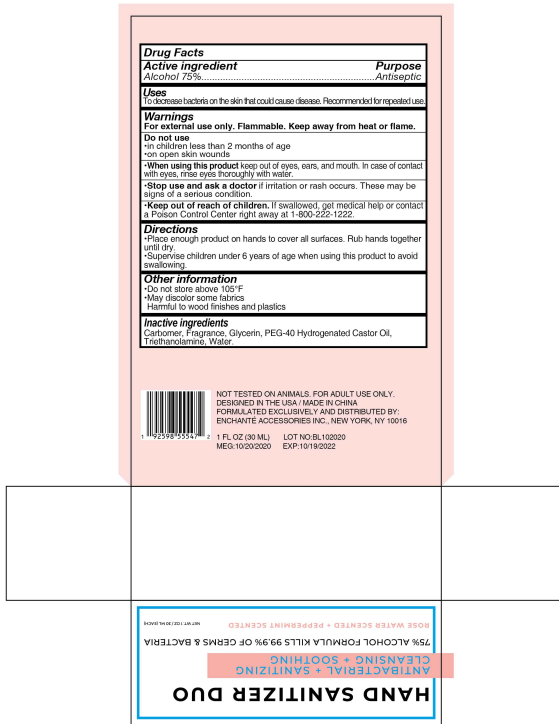 Drug Facts
Active ingredient Purpose
Alcohol 75%......................................................Antiseptic
Uses
To decrease bacteria on the skin that could cause disease. Recommended for repeated use.
Warnings
For external use only. Flammable. Keep away from heat or flame.
Do not use
•in children less than 2 months of age
•on open skin wounds
•When using this product keep out of eyes, ears, and mouth. In case of contact
with eyes, rinse eyes thoroughly with water.
•Stop use and ask a doctor if irritation or rash occurs. These may be
signs of a serious condition.
•Keep out of reach of children. If swallowed, get medical help or contact
a Poison Control Center right away at 1-800-222-1222.
Directions
•Place enough product on hands to cover all surfaces. Rub hands together
until dry.
•Supervise children under 6 years of age when using this product to avoid
swallowing.
Other information
•Do not store above 105°F
•May discolor some fabrics
Harmful to wood finishes and plastics
Inactive ingredients
Carbomer, Fragrance, Glycerin, PEG-40 Hydrogenated Castor Oil,
Triethanolamine, Water.
NOT TESTED ON ANIMALS. FOR ADULT USE ONLY.
DESIGNED IN THE USA / MADE IN CHINA
FORMULATED EXCLUSIVELY AND DISTRIBUTED BY:
ENCHANTÉ ACCESSORIES INC., NEW YORK, NY 10016
1 92598 55547 2
1 FL OZ (30 ML) LOT NO:BL102020
MEG:10/20/2020 EXP:10/19/2022
HAND SANITIZER DUO
ANTIBACTERIAL + SANITIZING
CLEANSING + SOOTHING
75% ALCOHOL FORMULA KILLS 99.9% OF GERMS & BACTERIA
ROSE WATER SCENTED + PEPPERMINT SCENTED NET WT 1 OZ / 30 ML (EACH)